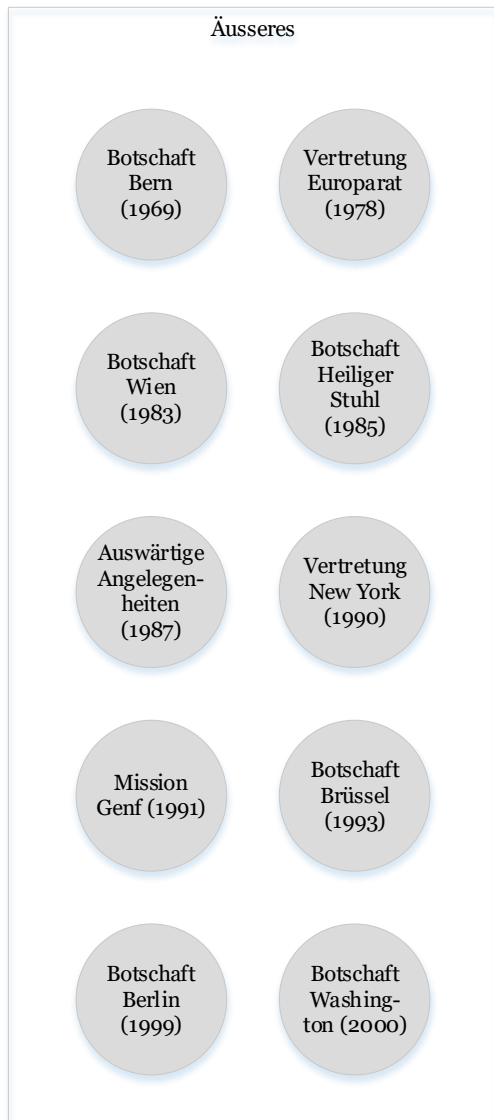 Äusseres
Botschaft
Bern
(1969)
Vertretung
Europarat
(1978)
Botschaft
Wien
(1983)
Botschaft
Heiliger
Stuhl
(1985)
Auswärtige
Angelegen-
heiten
(1987)
Vertretung
New York
(1990)
Mission
Genf (1991)
Botschaft
Brüssel
(1993)
Botschaft
Berlin
(1999)
Botschaft
Washing-
ton (2000)